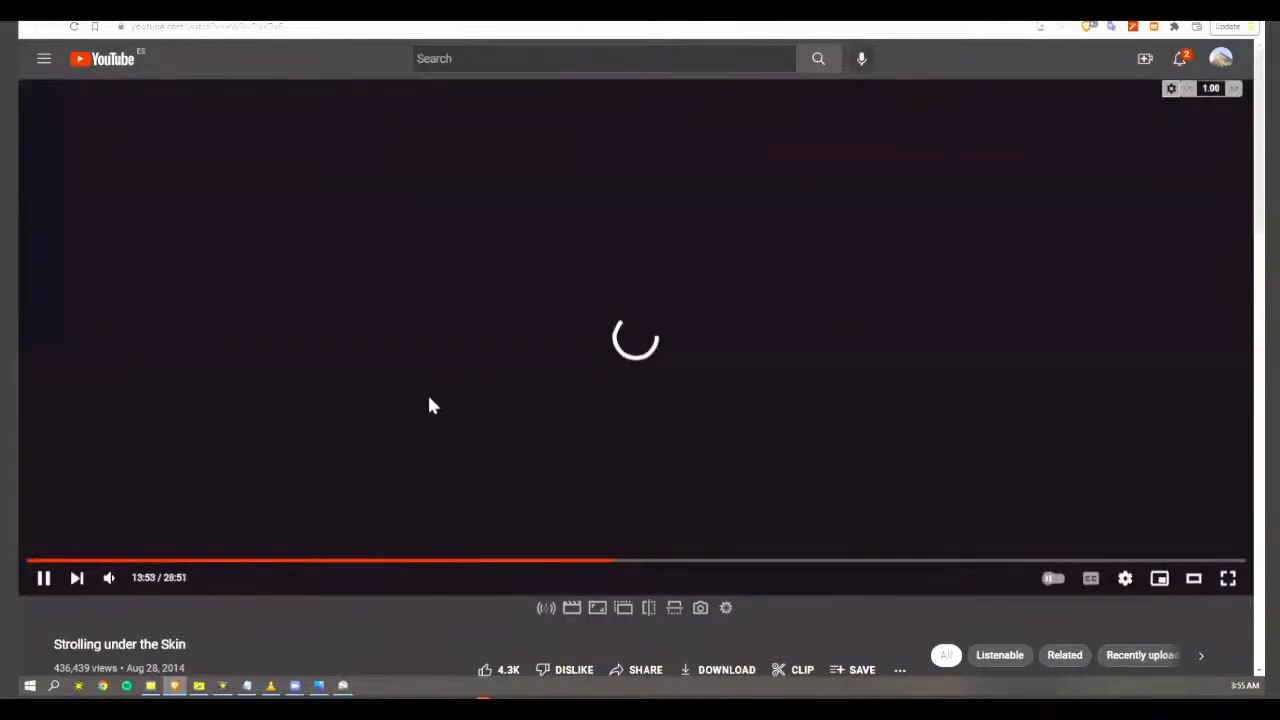 Update
YouTube ES
Search
2
1.00
13:53 / 28:51
Strolling under the Skin
436,439 views • Aug 28, 2014
4.3K DISLIKE SHARE DOWNLOAD CLIP SAVE
All Listenable Related Recently upload
3:55 AM